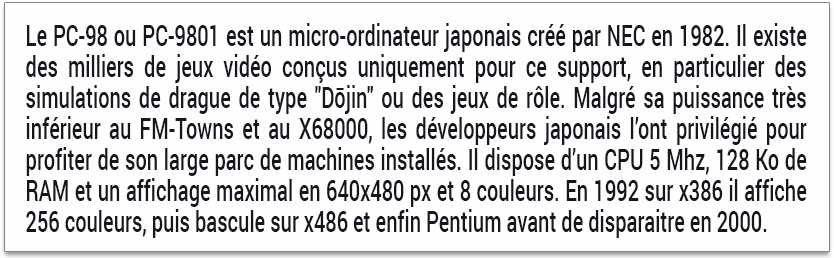 Le PC-98 ou PC-9801 est un micro-ordinateur japonais créé par NEC en 1982. Il existe
des milliers de jeux vidéo conçus uniquement pour ce support, en particulier des
simulations de drague de type "Dōjin" ou des jeux de rôle. Malgré sa puissance très
inférieur au FM-Towns et au X68000, les développeurs japonais l’ont privilégié pour
profiter de son large parc de machines installés. Il dispose d’un CPU 5 Mhz, 128 Ko de
RAM et un affichage maximal en 640x480 px et 8 couleurs. En 1992 sur x386 il affiche
256 couleurs, puis bascule sur x486 et enfin Pentium avant de disparaitre en 2000.